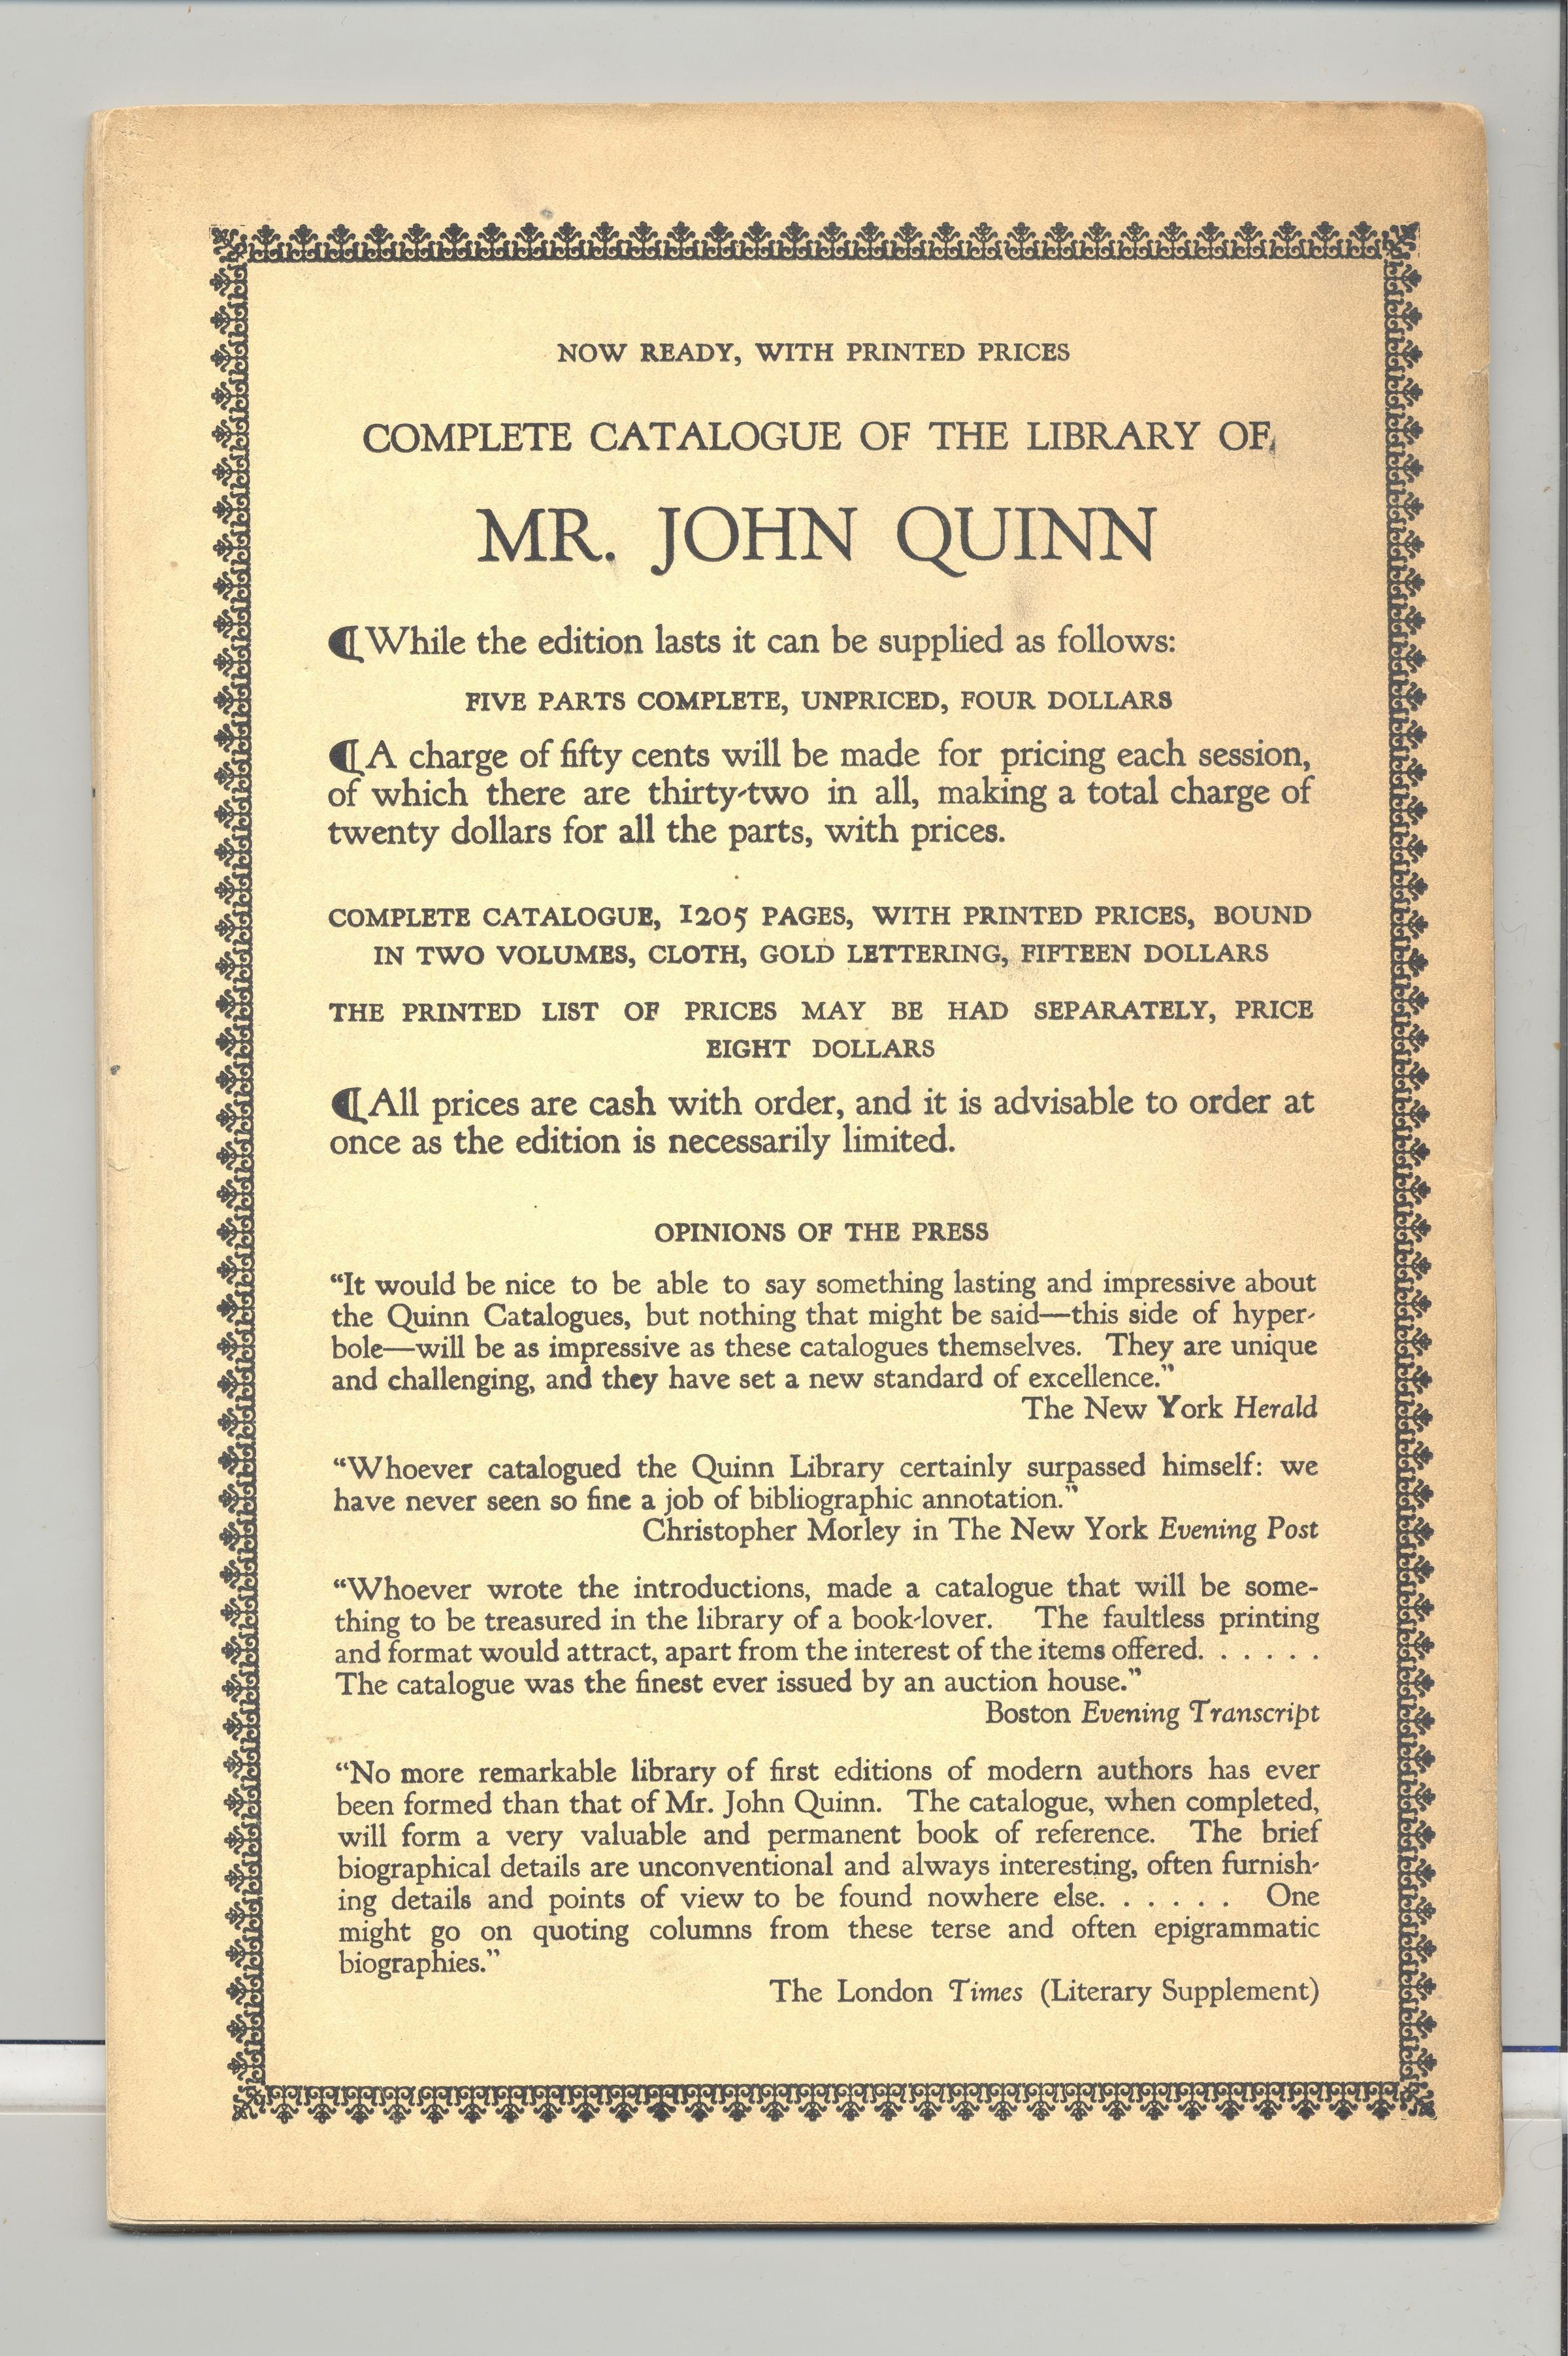 NOW READY, WITH PRINTED PRICES
COMPLETE CATALOGUE OF THE LIBRARY OF
MR. JOHN QUINN
¶ While the edition lasts it can be supplied as follows:
FIVE PARTS COMPLETE, UNPRICED, FOUR DOLLARS
¶ A charge of fifty cents will be made for pricing each session,
of which there are thirty-two in all, making a total charge of
twenty dollars for all the parts, with prices.
COMPLETE CATALOGUE, 1205 PAGES, WITH PRINTED PRICES, BOUND
IN TWO VOLUMES, CLOTH, GOLD LETTERING, FIFTEEN DOLLARS
THE PRINTED LIST OF PRICES MAY BE HAD SEPARATELY, PRICE
EIGHT DOLLARS
¶ All prices are cash with order, and it is advisable to order at
once as the edition is necessarily limited.
OPINIONS OF THE PRESS
“It would be nice to be able to say something lasting and impressive about
the Quinn Catalogues, but nothing that might be said—this side of hyper-
bole—will be as impressive as these catalogues themselves. They are unique
and challenging, and they have set a new standard of excellence.”
The New York Herald
“Whoever catalogued the Quinn Library certainly surpassed himself: we
have never seen so fine a job of bibliographic annotation.”
Christopher Morley in The New York Evening Post
“Whoever wrote the introductions, made a catalogue that will be some-
thing to be treasured in the library of a book-lover. The faultless printing
and format would attract, apart from the interest of the items offered. . . . . .
The catalogue was the finest ever issued by an auction house.”
Boston Evening Transcript
“No more remarkable library of first editions of modern authors has ever
been formed than that of Mr. John Quinn. The catalogue, when completed,
will form a very valuable and permanent book of reference. The brief
biographical details are unconventional and always interesting, often furnish-
ing details and points of view to be found nowhere else. . . . . . One
might go on quoting columns from these terse and often epigrammatic
biographies.”
The London Times (Literary Supplement)